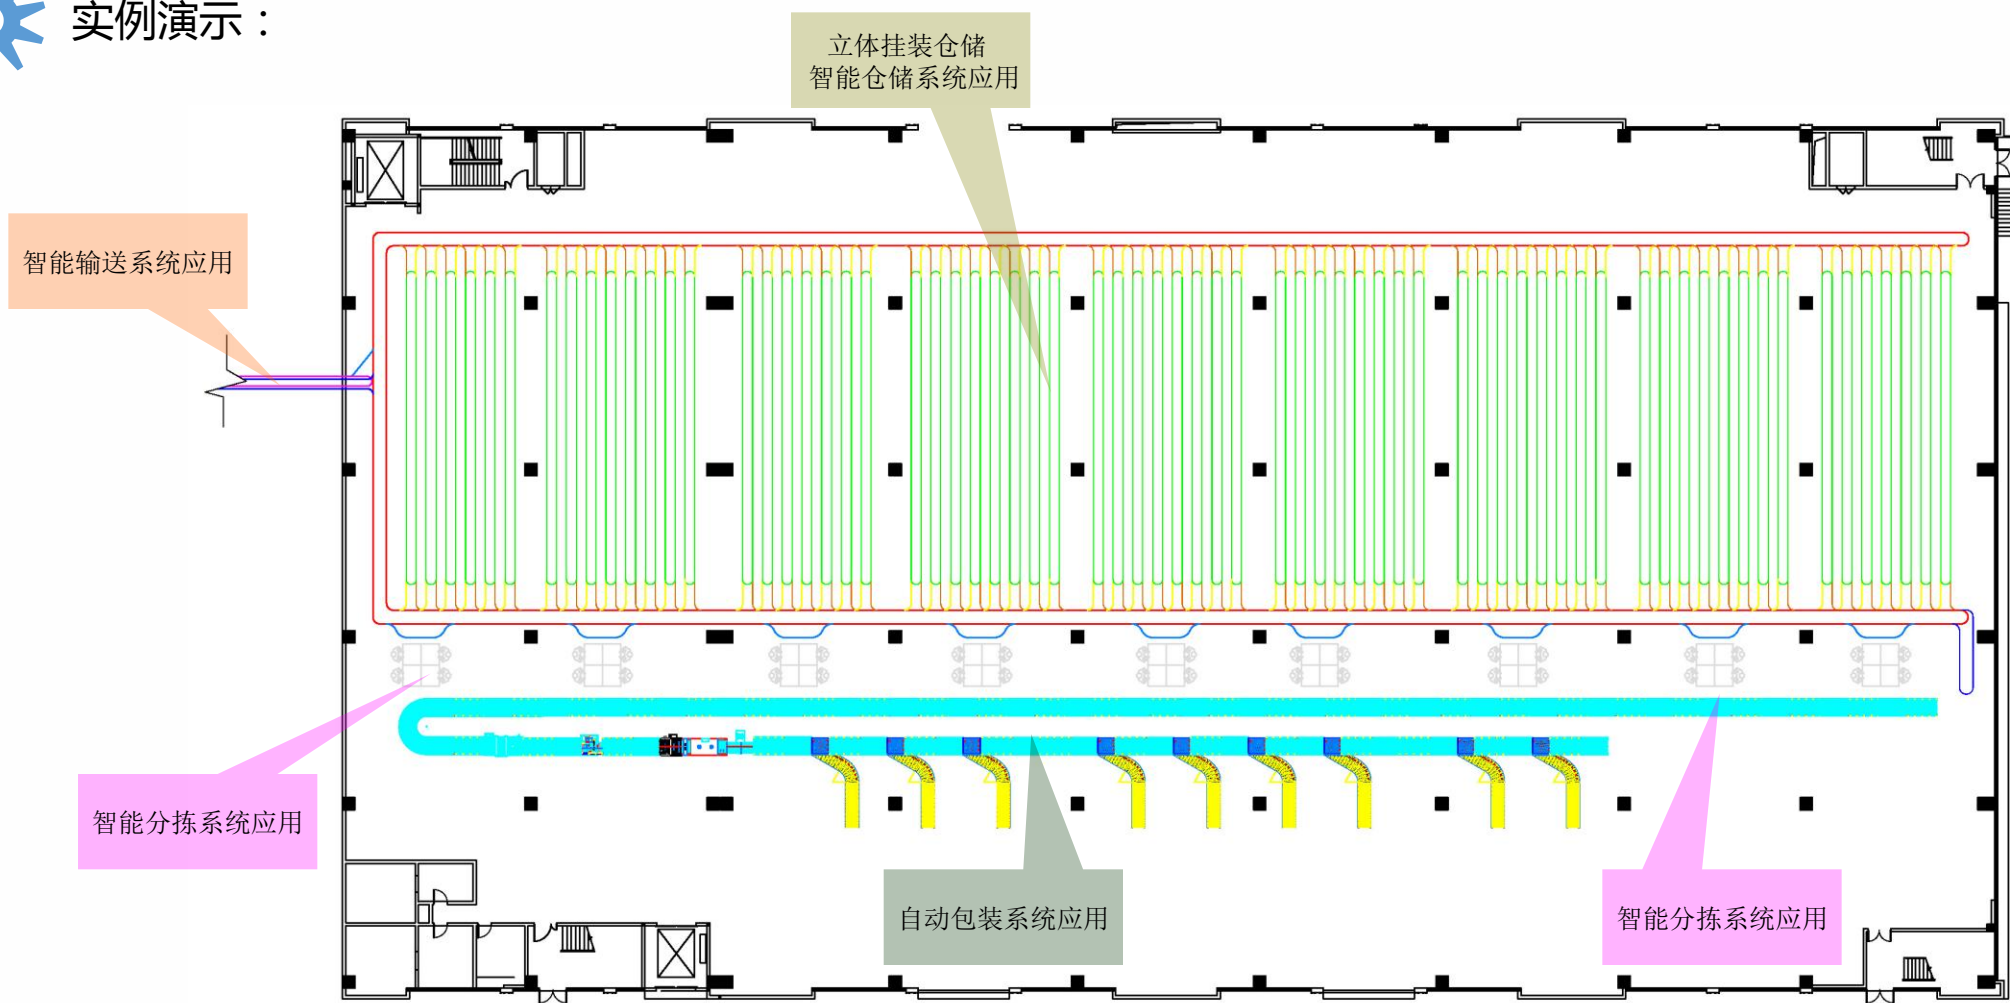 实例演示：
立体挂装仓储
智能仓储系统应用
智能输送系统应用
智能分拣系统应用
自动包装系统应用
智能分拣系统应用